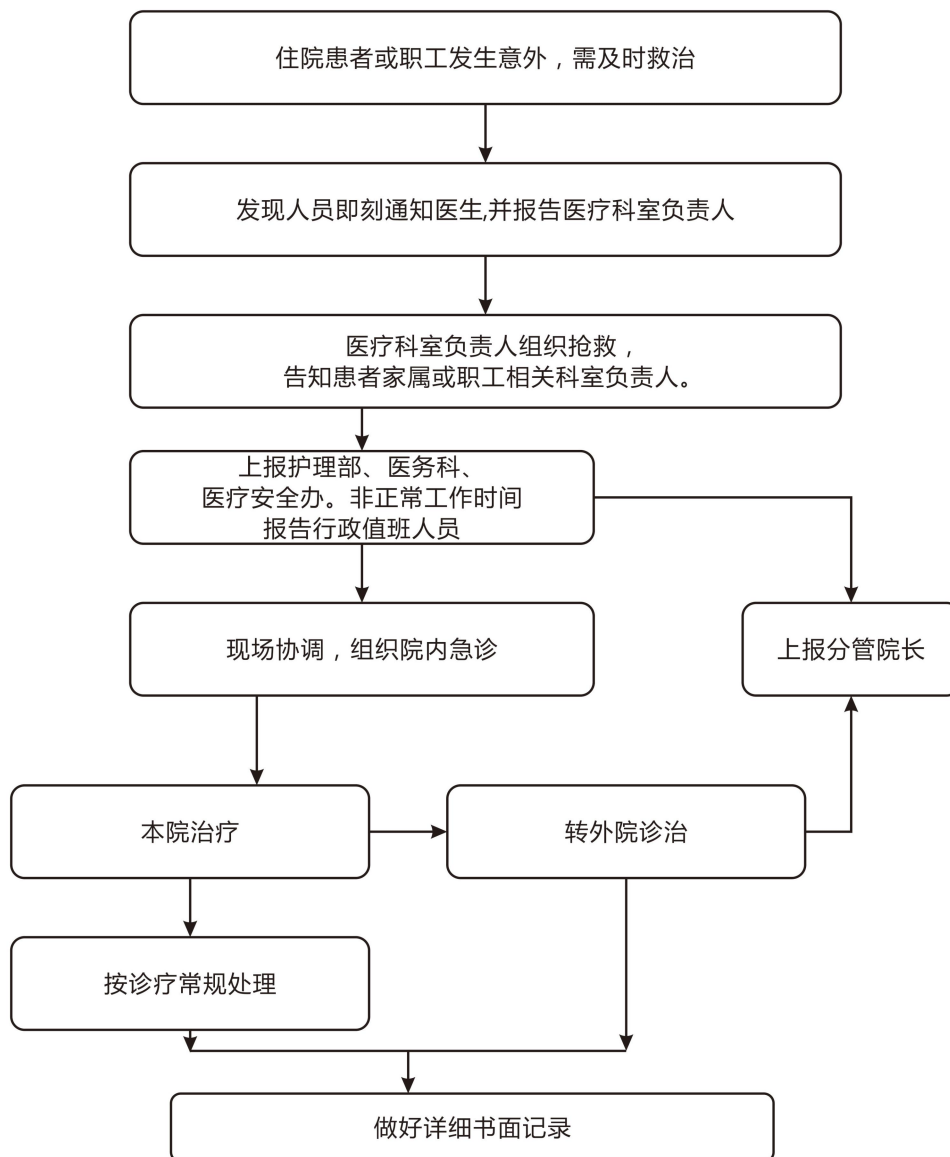 住院患者或职工发生意外，需及时救治
发现人员即刻通知医生,并报告医疗科室负责人
医疗科室负责人组织抢救，
告知患者家属或职工相关科室负责人。
上报护理部、医务科、
医疗安全办。非正常工作时间
报告行政值班人员
现场协调，组织院内急诊
上报分管院长
本院治疗
转外院诊治
按诊疗常规处理
做好详细书面记录